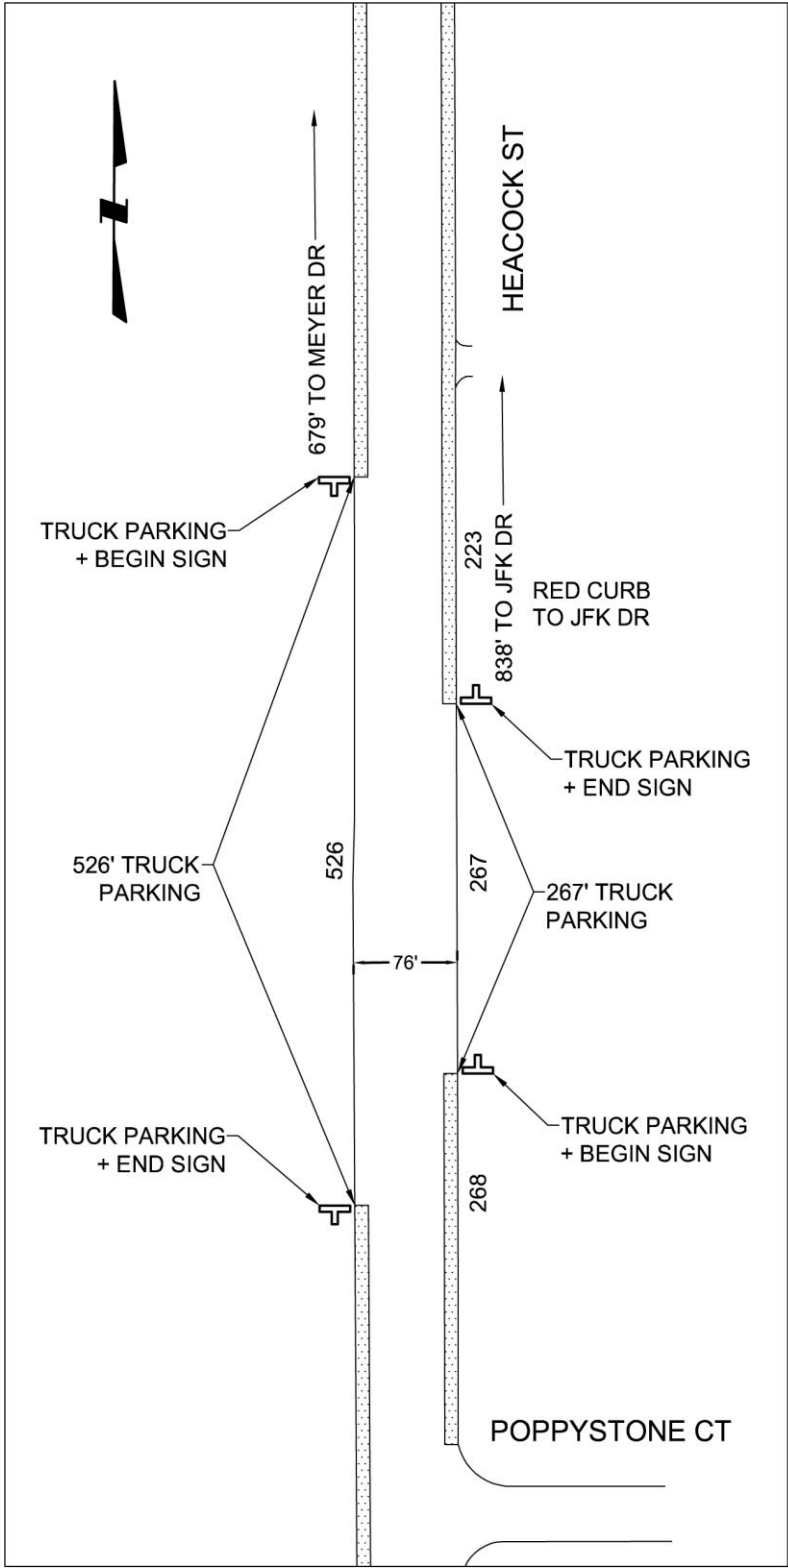 HEACOCK ST
679' TO MEYER DR
TRUCK PARKING
+ BEGIN SIGN
223
838' TO JFK DR
RED CURB
TO JFK DR
TRUCK PARKING
+ END SIGN
526' TRUCK
PARKING
526
267
267' TRUCK
PARKING
76'
TRUCK PARKING
+ END SIGN
TRUCK PARKING
+ BEGIN SIGN
268
POPPYSTONE CT
N